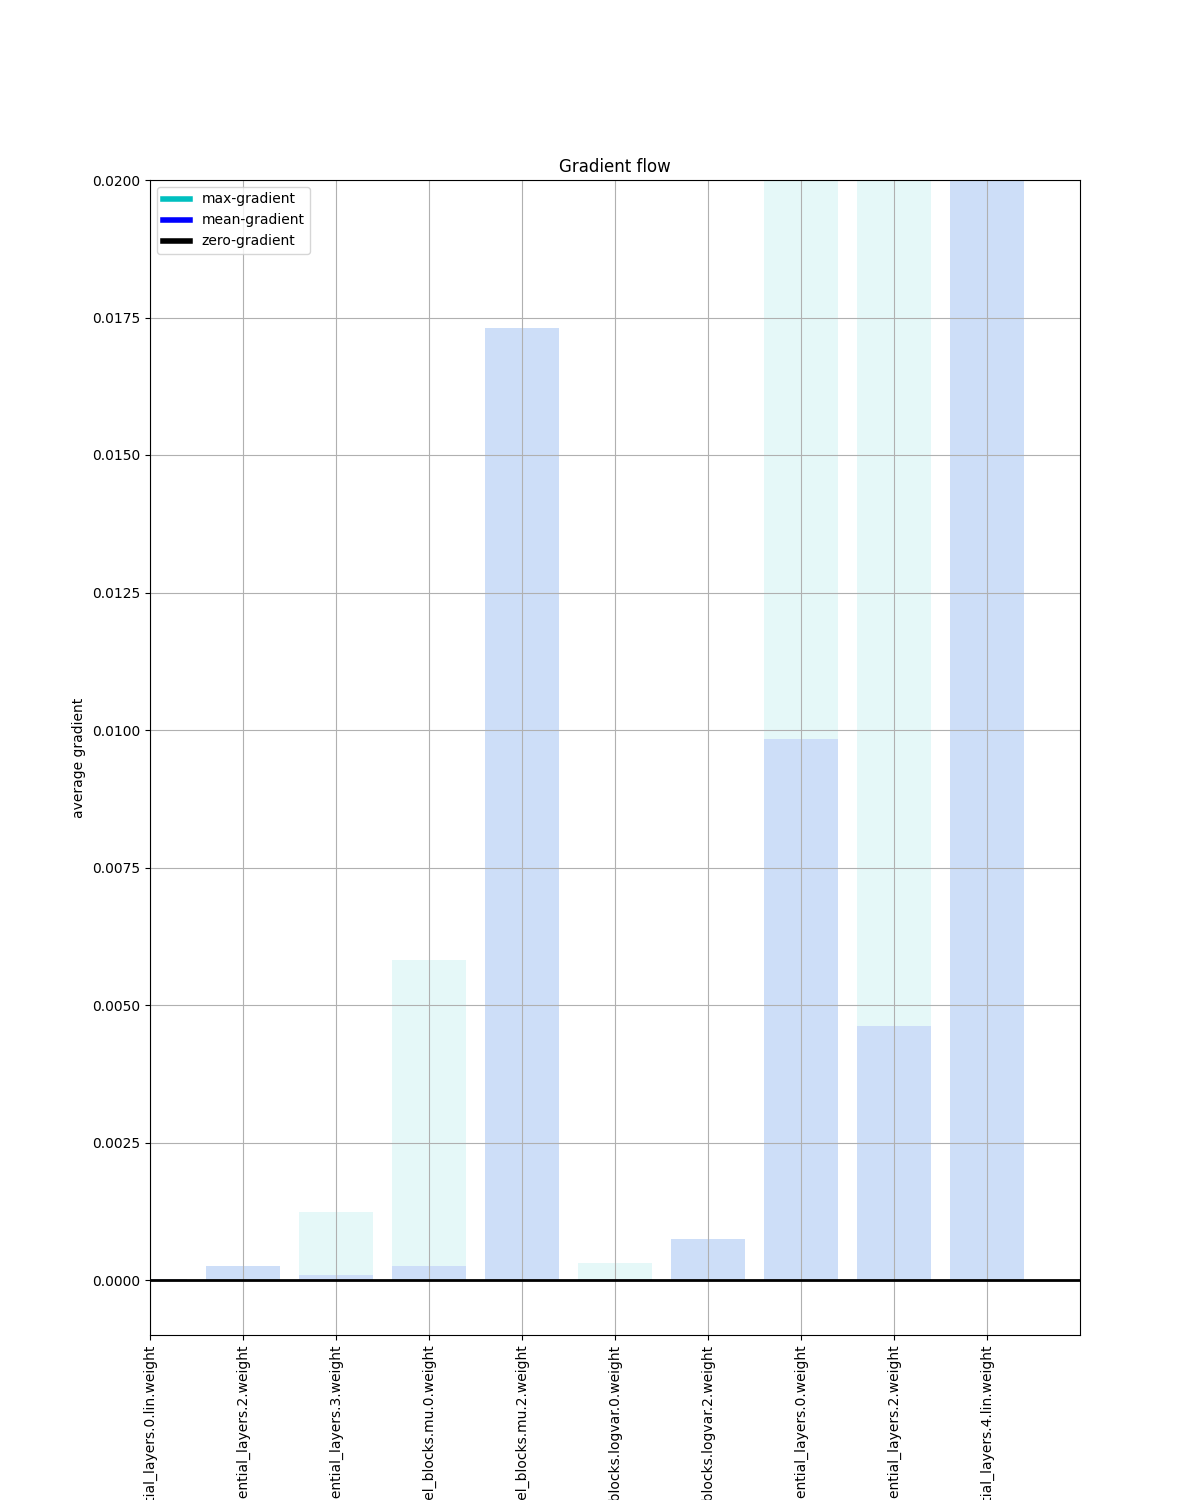 Gradient flow
max-gradient
mean-gradient
zero-gradient
0.0200
0.0175
0.0150
0.0125
0.0100
0.0075
0.0050
0.0025
0.0000
average gradient
tial_layers.0.lin.weight
ential_layers.2.weight
ential_layers.3.weight
el_blocks.mu.0.weight
el_blocks.mu.2.weight
blocks.logvar.0.weight
blocks.logvar.2.weight
ential_layers.0.weight
ential_layers.2.weight
tial_layers.4.lin.weight